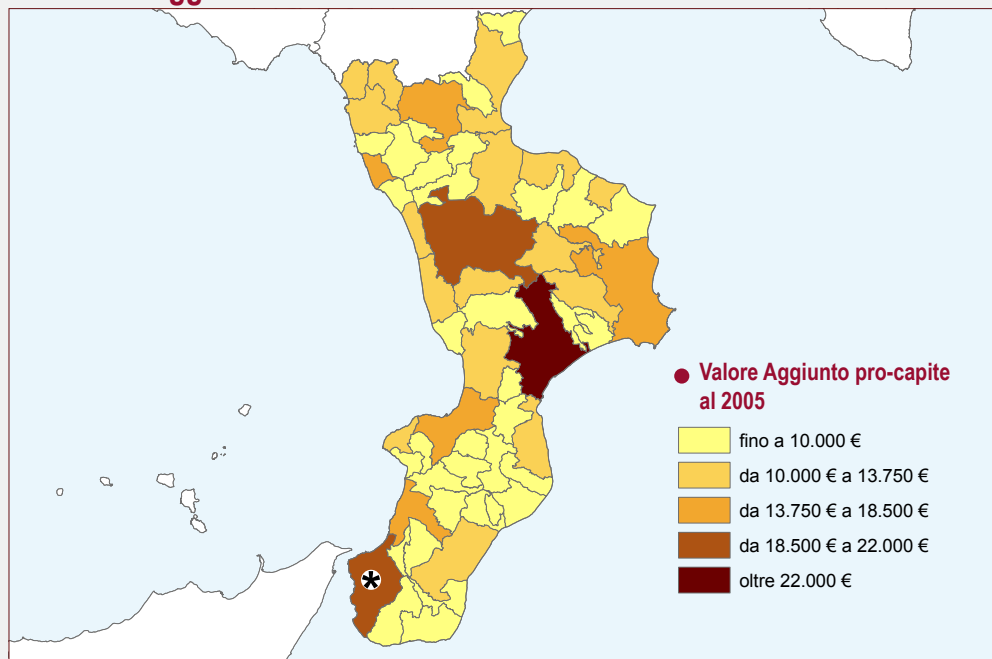 Valore Aggiunto pro-capite
al 2005
fino a 10.000 €
da 10.000 € a 13.750 €
da 13.750 € a 18.500 €
da 18.500 € a 22.000 €
oltre 22.000 €